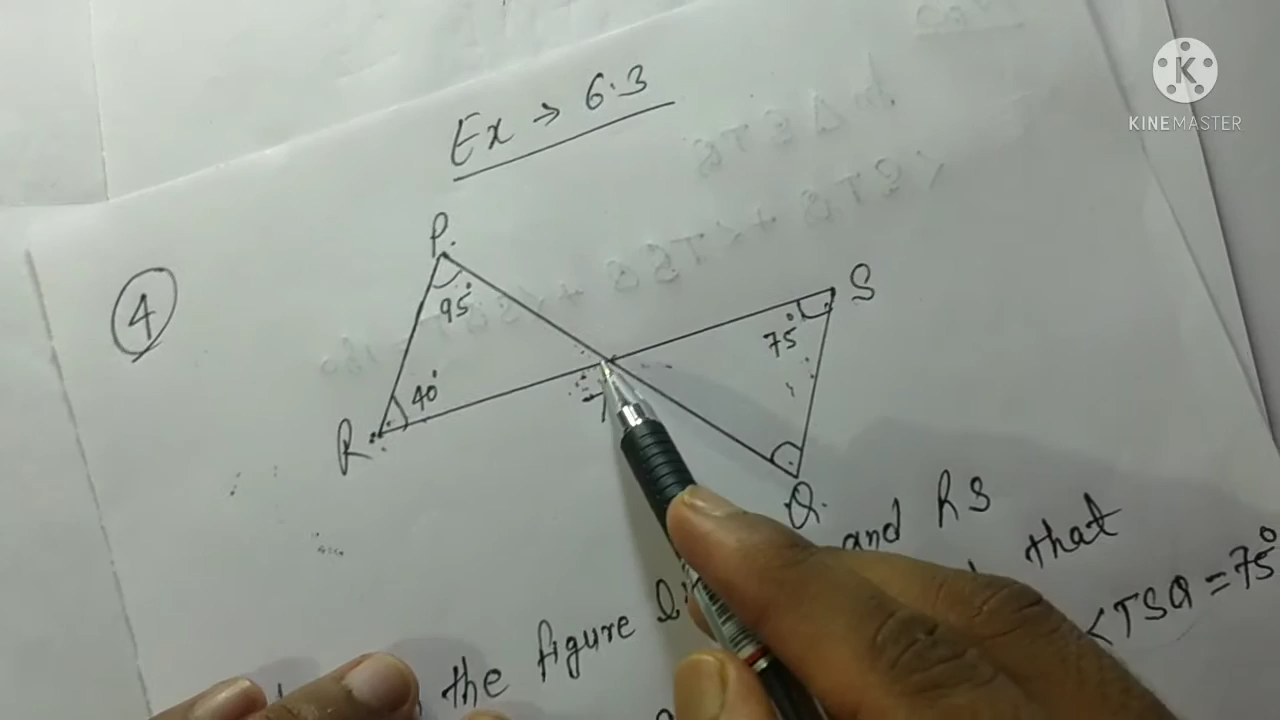 KINEMASTER
Ex → 6.3
4
P
95°
S
75°
40°
R
T
Q
and RS
the figure that
<TSQ = 75°